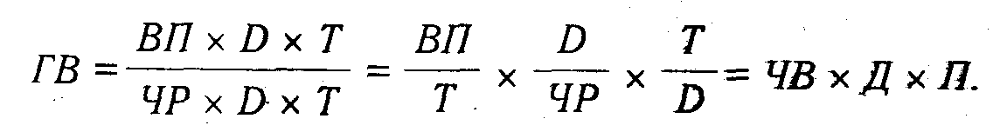 ГВ = ВП × D × T / ЧР × D × T = ВП / T × D / ЧР × T / D = ЧВ × Д × П.